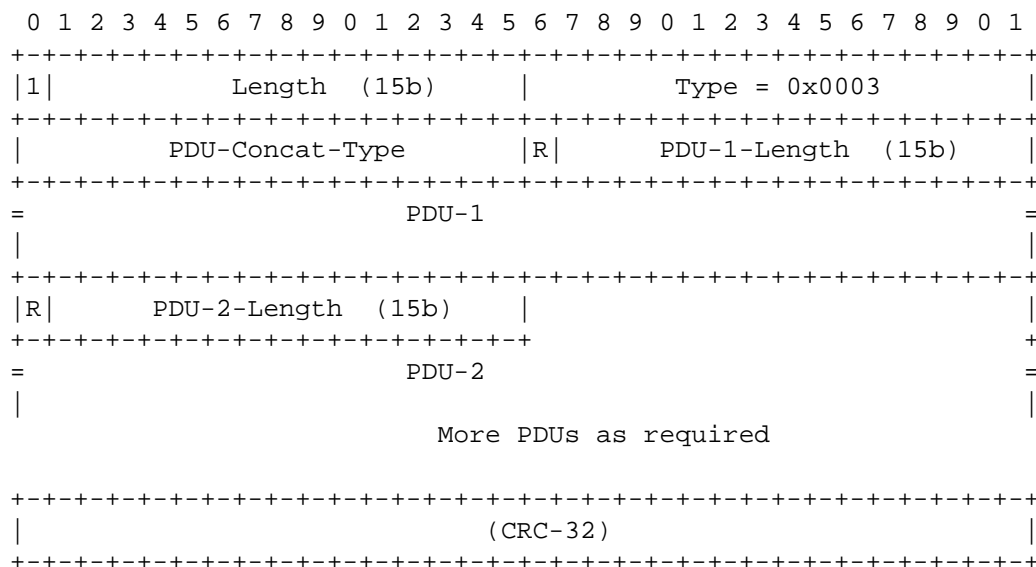 0 1 2 3 4 5 6 7 8 9 0 1 2 3 4 5 6 7 8 9 0 1 2 3 4 5 6 7 8 9 0 1
+-+-+-+-+-+-+-+-+-+-+-+-+-+-+-+-+-+-+-+-+-+-+-+-+-+-+-+-+-+-+-+-+
|1|           Length  (15b)     |         Type = 0x0003         |
+-+-+-+-+-+-+-+-+-+-+-+-+-+-+-+-+-+-+-+-+-+-+-+-+-+-+-+-+-+-+-+-+
|         PDU-Concat-Type       |R|      PDU-1-Length  (15b)    |
+-+-+-+-+-+-+-+-+-+-+-+-+-+-+-+-+-+-+-+-+-+-+-+-+-+-+-+-+-+-+-+-+
=                        PDU-1                                  =
|                                                               |
+-+-+-+-+-+-+-+-+-+-+-+-+-+-+-+-+-+-+-+-+-+-+-+-+-+-+-+-+-+-+-+-+
|R|      PDU-2-Length  (15b)    |                               |
+-+-+-+-+-+-+-+-+-+-+-+-+-+-+-+-+                               +
=                        PDU-2                                  =
|                                                               |
                           More PDUs as required
+-+-+-+-+-+-+-+-+-+-+-+-+-+-+-+-+-+-+-+-+-+-+-+-+-+-+-+-+-+-+-+-+
|                             (CRC-32)                          |
+-+-+-+-+-+-+-+-+-+-+-+-+-+-+-+-+-+-+-+-+-+-+-+-+-+-+-+-+-+-+-+-+